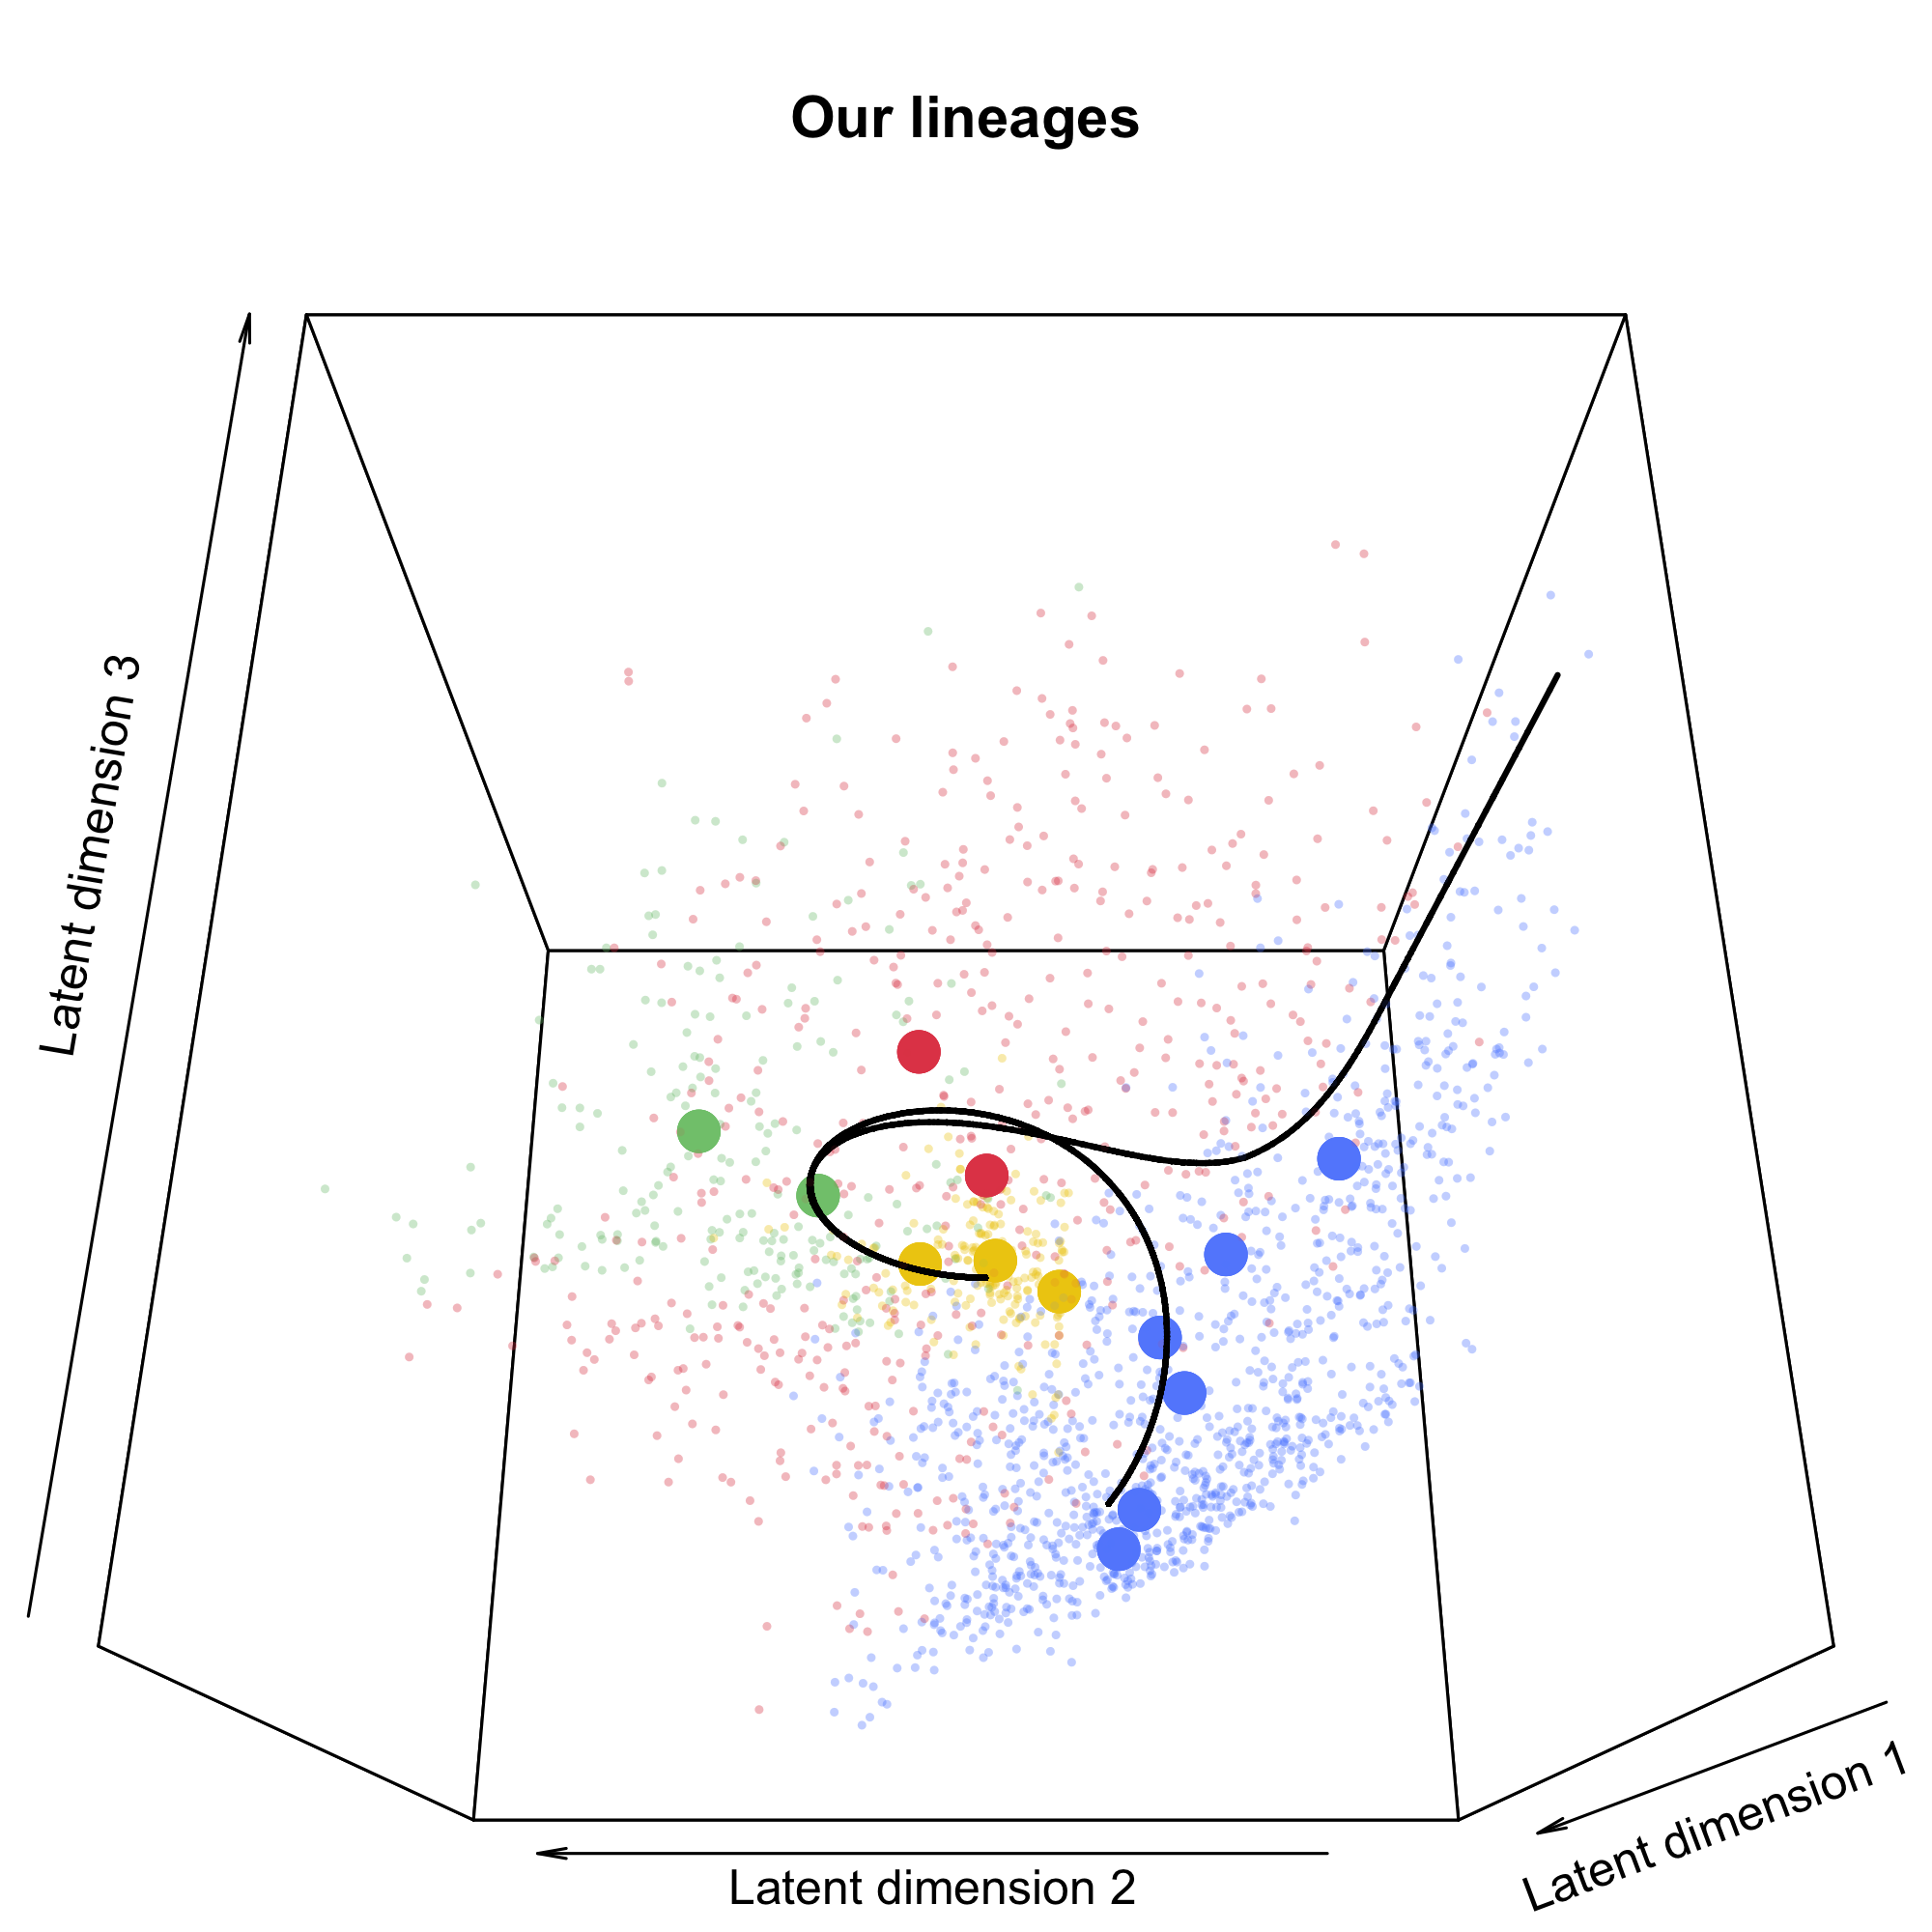 Our lineages
Latent dimension 3
Latent dimension 2
Latent dimension 1